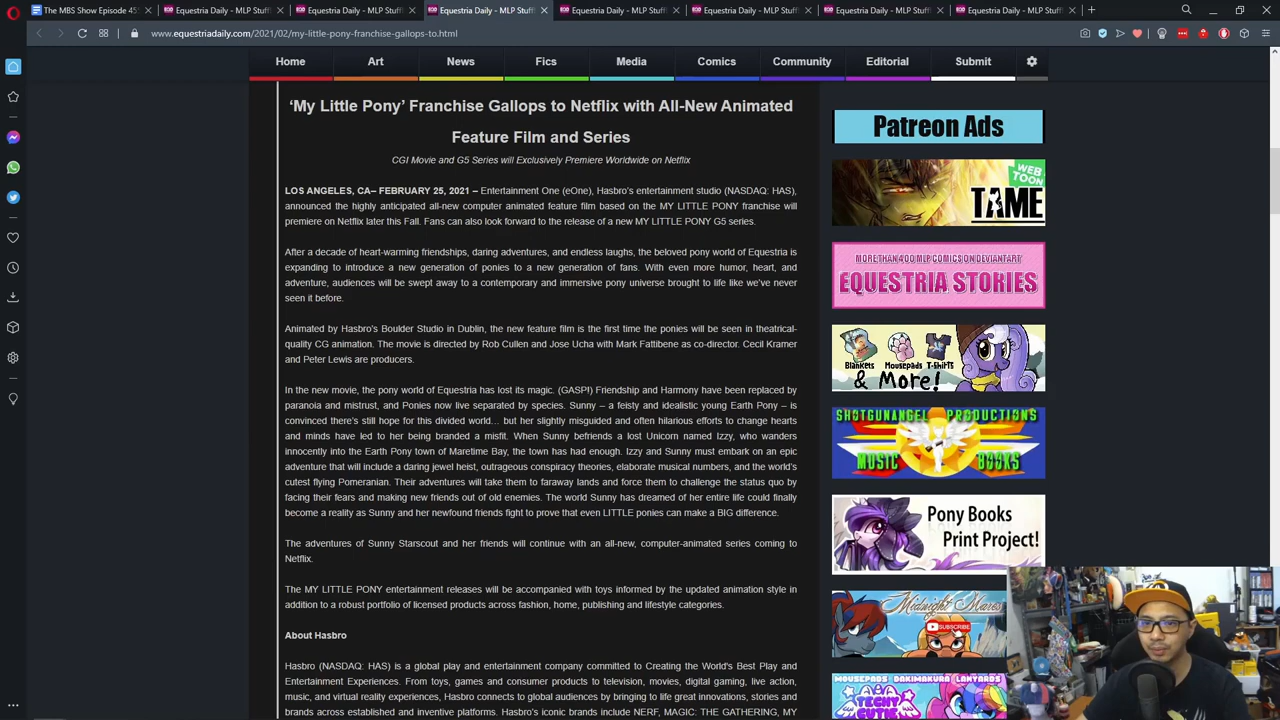 The MBS Show Episode 45
Equestria Daily - MLP Stuff!
Equestria Daily - MLP Stuff!
Equestria Daily - MLP Stuff!
Equestria Daily - MLP Stuff!
Equestria Daily - MLP Stuff!
Equestria Daily - MLP Stuff!
Equestria Daily - MLP Stuff!
www.equestriadaily.com/2021/02/my-little-pony-franchise-gallops-to.html
Home
Art
News
Fics
Media
Comics
Community
Editorial
Submit
‘My Little Pony’ Franchise Gallops to Netflix with All-New Animated
Feature Film and Series
CGI Movie and G5 Series will Exclusively Premiere Worldwide on Netflix
LOS ANGELES, CA– FEBRUARY 25, 2021 – Entertainment One (eOne), Hasbro's entertainment studio (NASDAQ: HAS),
announced the highly anticipated all-new computer animated feature film based on the MY LITTLE PONY franchise will
premiere on Netflix later this Fall. Fans can also look forward to the release of a new MY LITTLE PONY G5 series.
After a decade of heart-warming friendships, daring adventures, and endless laughs, the beloved pony world of Equestria is
expanding to introduce a new generation of ponies to a new generation of fans. With even more humor, heart, and
adventure, audiences will be swept away to a contemporary and immersive pony universe brought to life like we've never
seen it before.
Animated by Hasbro's Boulder Studio in Dublin, the new feature film is the first time the ponies will be seen in theatrical-
quality CG animation. The movie is directed by Rob Cullen and Jose Ucha with Mark Fattibene as co-director. Cecil Kramer
and Peter Lewis are producers.
In the new movie, the pony world of Equestria has lost its magic. (GASP!) Friendship and Harmony have been replaced by
paranoia and mistrust, and Ponies now live separated by species. Sunny – a feisty and idealistic young Earth Pony – is
convinced there's still hope for this divided world… but her slightly misguided and often hilarious efforts to change hearts
and minds have led to her being branded a misfit. When Sunny befriends a lost Unicorn named Izzy, who wanders
innocently into the Earth Pony town of Maretime Bay, the town has had enough. Izzy and Sunny must embark on an epic
adventure that will include a daring jewel heist, outrageous conspiracy theories, elaborate musical numbers, and the world's
cutest flying Pomeranian. Their adventures will take them to faraway lands and force them to challenge the status quo by
facing their fears and making new friends out of old enemies. The world Sunny has dreamed of her entire life could finally
become a reality as Sunny and her newfound friends fight to prove that even LITTLE ponies can make a BIG difference.
The adventures of Sunny Starscout and her friends will continue with an all-new, computer-animated series coming to
Netflix.
The MY LITTLE PONY entertainment releases will be accompanied with toys informed by the updated animation style in
addition to a robust portfolio of licensed products across fashion, home, publishing and lifestyle categories.
About Hasbro
Hasbro (NASDAQ: HAS) is a global play and entertainment company committed to Creating the World's Best Play and
Entertainment Experiences. From toys, games and consumer products to television, movies, digital gaming, live action,
music, and virtual reality experiences, Hasbro connects to global audiences by bringing to life great innovations, stories and
brands across established and inventive platforms. Hasbro's iconic brands include NERF, MAGIC: THE GATHERING, MY
Patreon Ads
WEB
TOON
TAME
MORE THAN 400 MLP COMICS ON DEVIANTART!
EQUESTRIA STORIES
Blankets Mousepads T-Shirts
& More!
SHOTGUNANGEL PRODUCTIONS
MUSIC BOOKS
Pony Books
Print Project!
Midnight Mares
SUBSCRIBE
MOUSEPADS DAKIMAKURA LANYARDS
TECHY
CUTIE